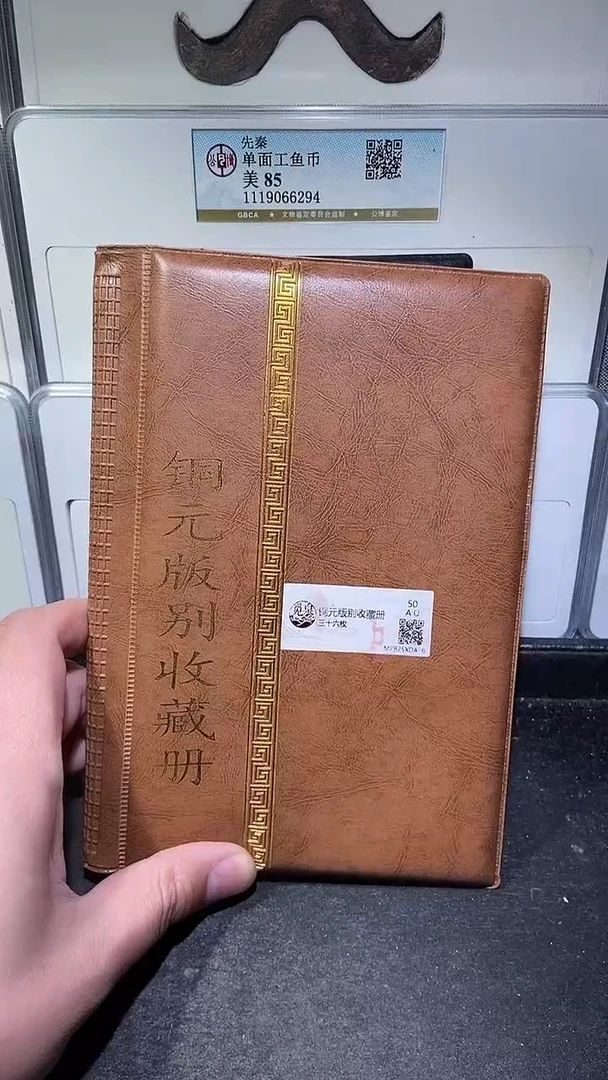 先秦
单面工鱼币
美 85
1119066294
GBCA ★ 文物鉴定委员会监制 ★ 公博鉴定
铜元版别收藏册
铜元版别收藏册
三十六枚
50
AU